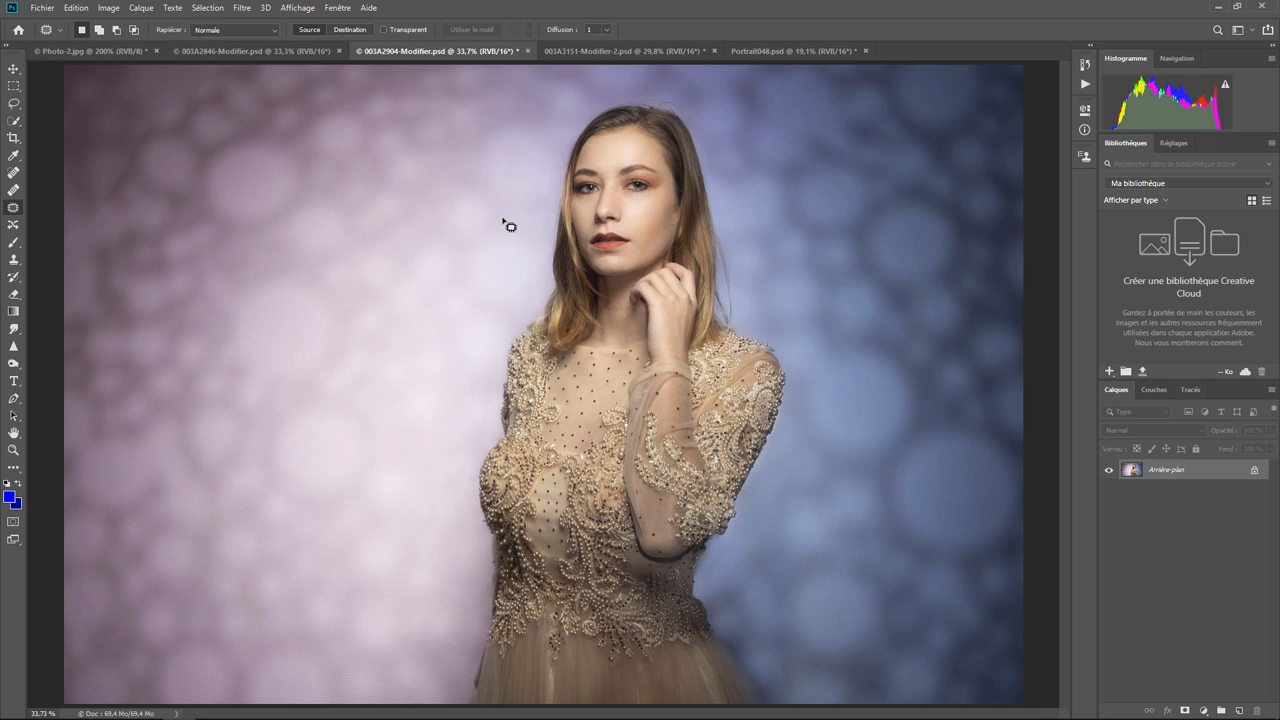 Ps Fichier Edition Image Calque Texte Sélection Filtre 3D Affichage Fenêtre Aide
Rapiécer : Normale Source Destination Transparent Utiliser le motif Diffusion : 1
© Photo-2.jpg @ 200% (RVB/8) * × © 003A2846-Modifier.psd @ 33,3% (RVB/16*) × © 003A2904-Modifier.psd @ 33,7% (RVB/16*) * × 003A3151-Modifier-2.psd @ 29,8% (RVB/16*) * × Portrait048.psd @ 19,1% (RVB/16*) * ×
Histogramme Navigation
Bibliothèques Réglages
Rechercher dans la bibliothèque active
Ma bibliothèque
Afficher par type
Créer une bibliothèque Creative
Cloud
Gardez à portée de main les couleurs, les
images et les autres ressources fréquemment
utilisées dans chaque application Adobe.
Nous vous montrerons comment.
-- Ko
Calques Couches Tracés
Type
Normal Opacité : 100 %
Verrou : Fond : 100 %
Arrière-plan
33,73 % © Doc : 69,4 Mo/69,4 Mo